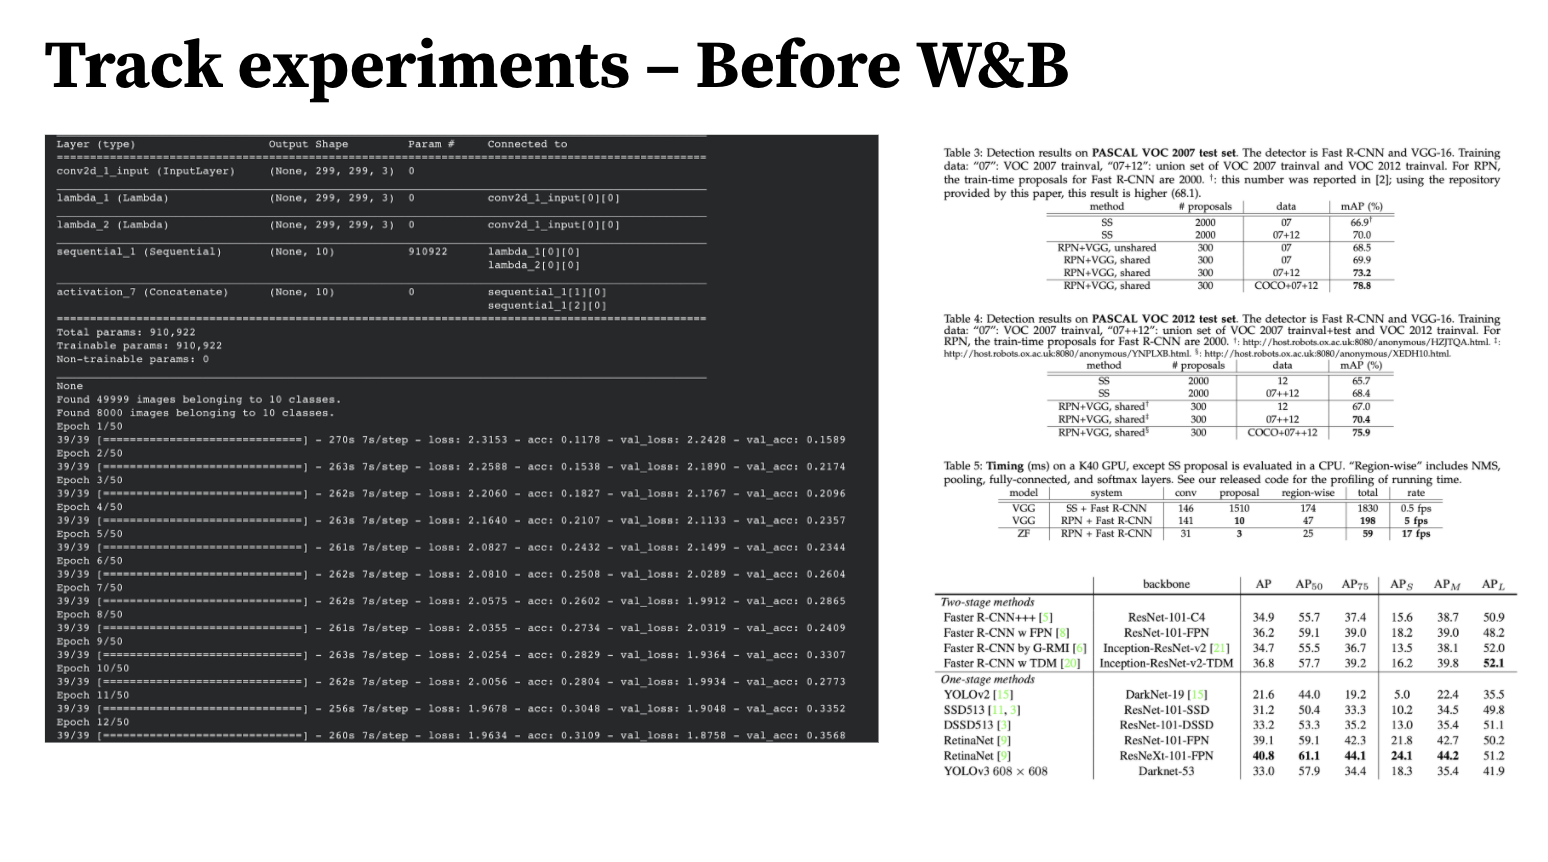 Track experiments – Before W&B
Layer (type) Output Shape Param # Connected to
==================================================================================================
conv2d_1_input (InputLayer) (None, 299, 299, 3) 0
lambda_1 (Lambda) (None, 299, 299, 3) 0 conv2d_1_input[0][0]
lambda_2 (Lambda) (None, 299, 299, 3) 0 conv2d_1_input[0][0]
sequential_1 (Sequential) (None, 10) 910922 lambda_1[0][0]
lambda_2[0][0]
activation_7 (Concatenate) (None, 10) 0 sequential_1[1][0]
sequential_1[2][0]
==================================================================================================
Total params: 910,922
Trainable params: 910,922
Non-trainable params: 0
None
Found 49999 images belonging to 10 classes.
Found 8000 images belonging to 10 classes.
Epoch 1/50
39/39 [==============================] - 270s 7s/step - loss: 2.3153 - acc: 0.1178 - val_loss: 2.2428 - val_acc: 0.1589
Epoch 2/50
39/39 [==============================] - 263s 7s/step - loss: 2.2588 - acc: 0.1538 - val_loss: 2.1890 - val_acc: 0.2174
Epoch 3/50
39/39 [==============================] - 262s 7s/step - loss: 2.2060 - acc: 0.1827 - val_loss: 2.1767 - val_acc: 0.2096
Epoch 4/50
39/39 [==============================] - 263s 7s/step - loss: 2.1640 - acc: 0.2107 - val_loss: 2.1133 - val_acc: 0.2357
Epoch 5/50
39/39 [==============================] - 261s 7s/step - loss: 2.0827 - acc: 0.2432 - val_loss: 2.1499 - val_acc: 0.2344
Epoch 6/50
39/39 [==============================] - 262s 7s/step - loss: 2.0810 - acc: 0.2508 - val_loss: 2.0289 - val_acc: 0.2604
Epoch 7/50
39/39 [==============================] - 262s 7s/step - loss: 2.0575 - acc: 0.2602 - val_loss: 1.9912 - val_acc: 0.2865
Epoch 8/50
39/39 [==============================] - 261s 7s/step - loss: 2.0355 - acc: 0.2734 - val_loss: 2.0319 - val_acc: 0.2409
Epoch 9/50
39/39 [==============================] - 263s 7s/step - loss: 2.0254 - acc: 0.2829 - val_loss: 1.9364 - val_acc: 0.3307
Epoch 10/50
39/39 [==============================] - 262s 7s/step - loss: 2.0056 - acc: 0.2804 - val_loss: 1.9934 - val_acc: 0.2773
Epoch 11/50
39/39 [==============================] - 256s 7s/step - loss: 1.9678 - acc: 0.3048 - val_loss: 1.9048 - val_acc: 0.3352
Epoch 12/50
39/39 [==============================] - 260s 7s/step - loss: 1.9634 - acc: 0.3109 - val_loss: 1.8758 - val_acc: 0.3568
Table 3: Detection results on PASCAL VOC 2007 test set. The detector is Fast R-CNN and VGG-16. Training
data: “07”: VOC 2007 trainval, “07+12”: union set of VOC 2007 trainval and VOC 2012 trainval. For RPN,
the train-time proposals for Fast R-CNN are 2000. †: this number was reported in [2]; using the repository
provided by this paper, this result is higher (68.1).
method # proposals data mAP (%)
SS 2000 07 66.9†
SS 2000 07+12 70.0
RPN+VGG, unshared 300 07 68.5
RPN+VGG, shared 300 07 69.9
RPN+VGG, shared 300 07+12 73.2
RPN+VGG, shared 300 COCO+07+12 78.8
Table 4: Detection results on PASCAL VOC 2012 test set. The detector is Fast R-CNN and VGG-16. Training
data: “07”: VOC 2007 trainval, “07++12”: union set of VOC 2007 trainval+test and VOC 2012 trainval. For
RPN, the train-time proposals for Fast R-CNN are 2000. †: http://host.robots.ox.ac.uk:8080/anonymous/HZJTQA.html. ‡:
http://host.robots.ox.ac.uk:8080/anonymous/YNPLXB.html. §: http://host.robots.ox.ac.uk:8080/anonymous/XEDH10.html.
method # proposals data mAP (%)
SS 2000 12 65.7
SS 2000 07++12 68.4
RPN+VGG, shared† 300 12 67.0
RPN+VGG, shared‡ 300 07++12 70.4
RPN+VGG, shared§ 300 COCO+07++12 75.9
Table 5: Timing (ms) on a K40 GPU, except SS proposal is evaluated in a CPU. “Region-wise” includes NMS,
pooling, fully-connected, and softmax layers. See our released code for the profiling of running time.
model system conv proposal region-wise total rate
VGG SS + Fast R-CNN 146 1510 174 1830 0.5 fps
VGG RPN + Fast R-CNN 141 10 47 198 5 fps
ZF RPN + Fast R-CNN 31 3 25 59 17 fps
backbone AP AP50 AP75 APS APM APL
Two-stage methods
Faster R-CNN+++ [5] ResNet-101-C4 34.9 55.7 37.4 15.6 38.7 50.9
Faster R-CNN w FPN [8] ResNet-101-FPN 36.2 59.1 39.0 18.2 39.0 48.2
Faster R-CNN by G-RMI [6] Inception-ResNet-v2 [21] 34.7 55.5 36.7 13.5 38.1 52.0
Faster R-CNN w TDM [20] Inception-ResNet-v2-TDM 36.8 57.7 39.2 16.2 39.8 52.1
One-stage methods
YOLOv2 [15] DarkNet-19 [15] 21.6 44.0 19.2 5.0 22.4 35.5
SSD513 [11, 3] ResNet-101-SSD 31.2 50.4 33.3 10.2 34.5 49.8
DSSD513 [3] ResNet-101-DSSD 33.2 53.3 35.2 13.0 35.4 51.1
RetinaNet [9] ResNet-101-FPN 39.1 59.1 42.3 21.8 42.7 50.2
RetinaNet [9] ResNeXt-101-FPN 40.8 61.1 44.1 24.1 44.2 51.2
YOLOv3 608 × 608 Darknet-53 33.0 57.9 34.4 18.3 35.4 41.9